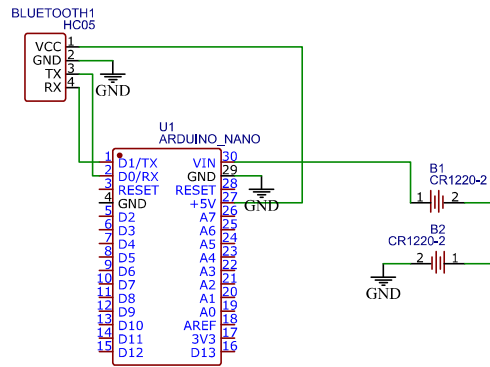 BLUETOOTH1
HC05
VCC 1
GND 2
TX 3
RX 4
GND
U1
ARDUINO_NANO
1 D1/TX VIN 30
2 D0/RX GND 29
3 RESET RESET 28
4 GND +5V 27
5 D2 A7 26
6 D3 A6 25
7 D4 A5 24
8 D5 A4 23
9 D6 A3 22
10 D7 A2 21
11 D8 A1 20
12 D9 A0 19
13 D10 AREF 18
14 D11 3V3 17
15 D12 D13 16
GND
B1
CR1220-2
1 2
B2
CR1220-2
2 1
GND